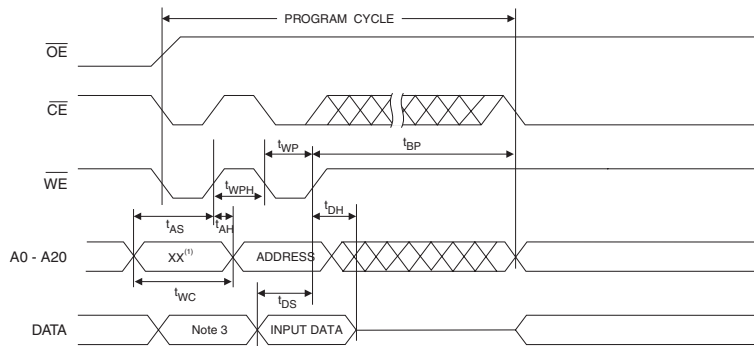 PROGRAM CYCLE
OE
CE
tWP
tBP
WE
tWPH
tDH
tAS
tAH
A0 - A20
XX(1)
ADDRESS
tWC
tDS
DATA
Note 3
INPUT DATA